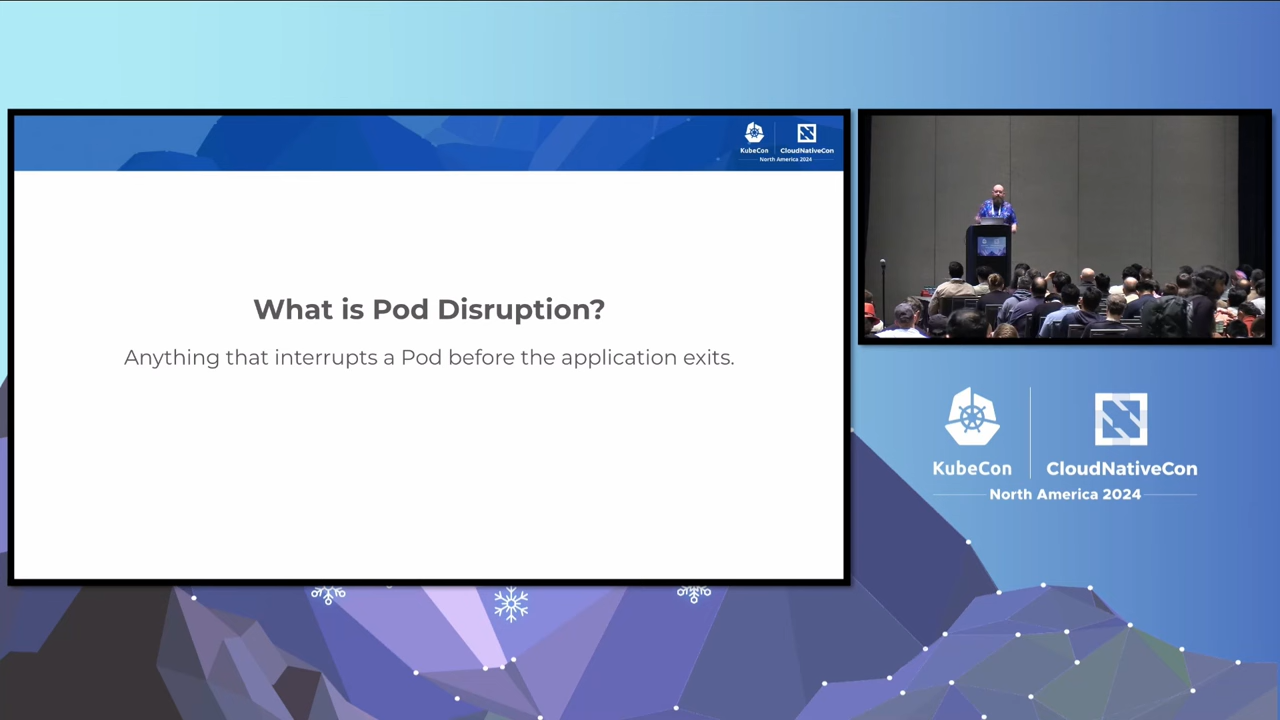 KubeCon
CloudNativeCon
North America 2024
What is Pod Disruption?
Anything that interrupts a Pod before the application exits.
KubeCon
CloudNativeCon
North America 2024